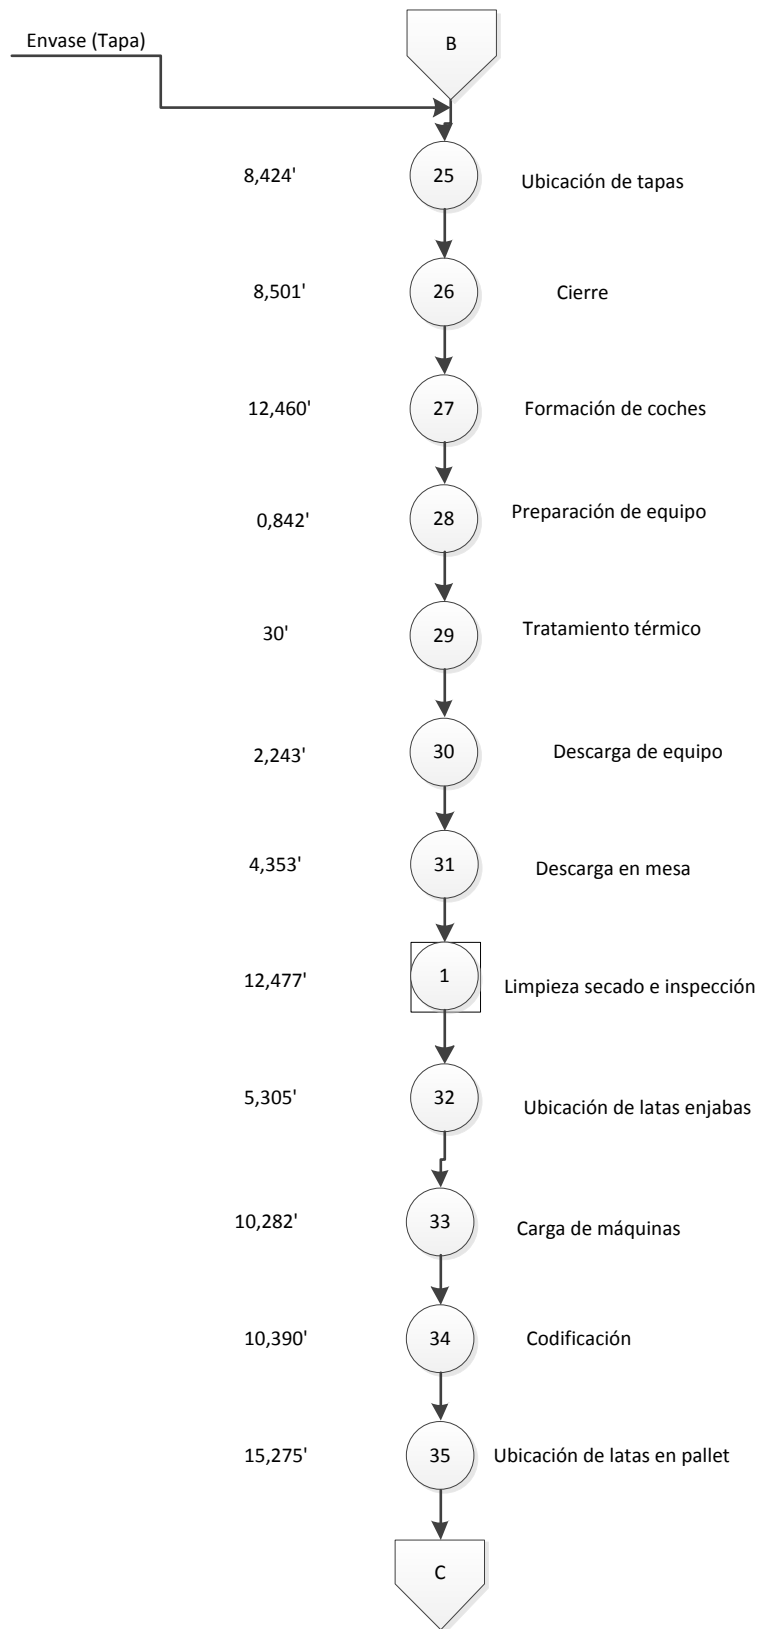 Envase (Tapa)
B
8,424' 25 Ubicación de tapas
8,501' 26 Cierre
12,460' 27 Formación de coches
0,842' 28 Preparación de equipo
30' 29 Tratamiento térmico
2,243' 30 Descarga de equipo
4,353' 31 Descarga en mesa
12,477' 1 Limpieza secado e inspección
5,305' 32 Ubicación de latas enjabas
10,282' 33 Carga de máquinas
10,390' 34 Codificación
15,275' 35 Ubicación de latas en pallet
C